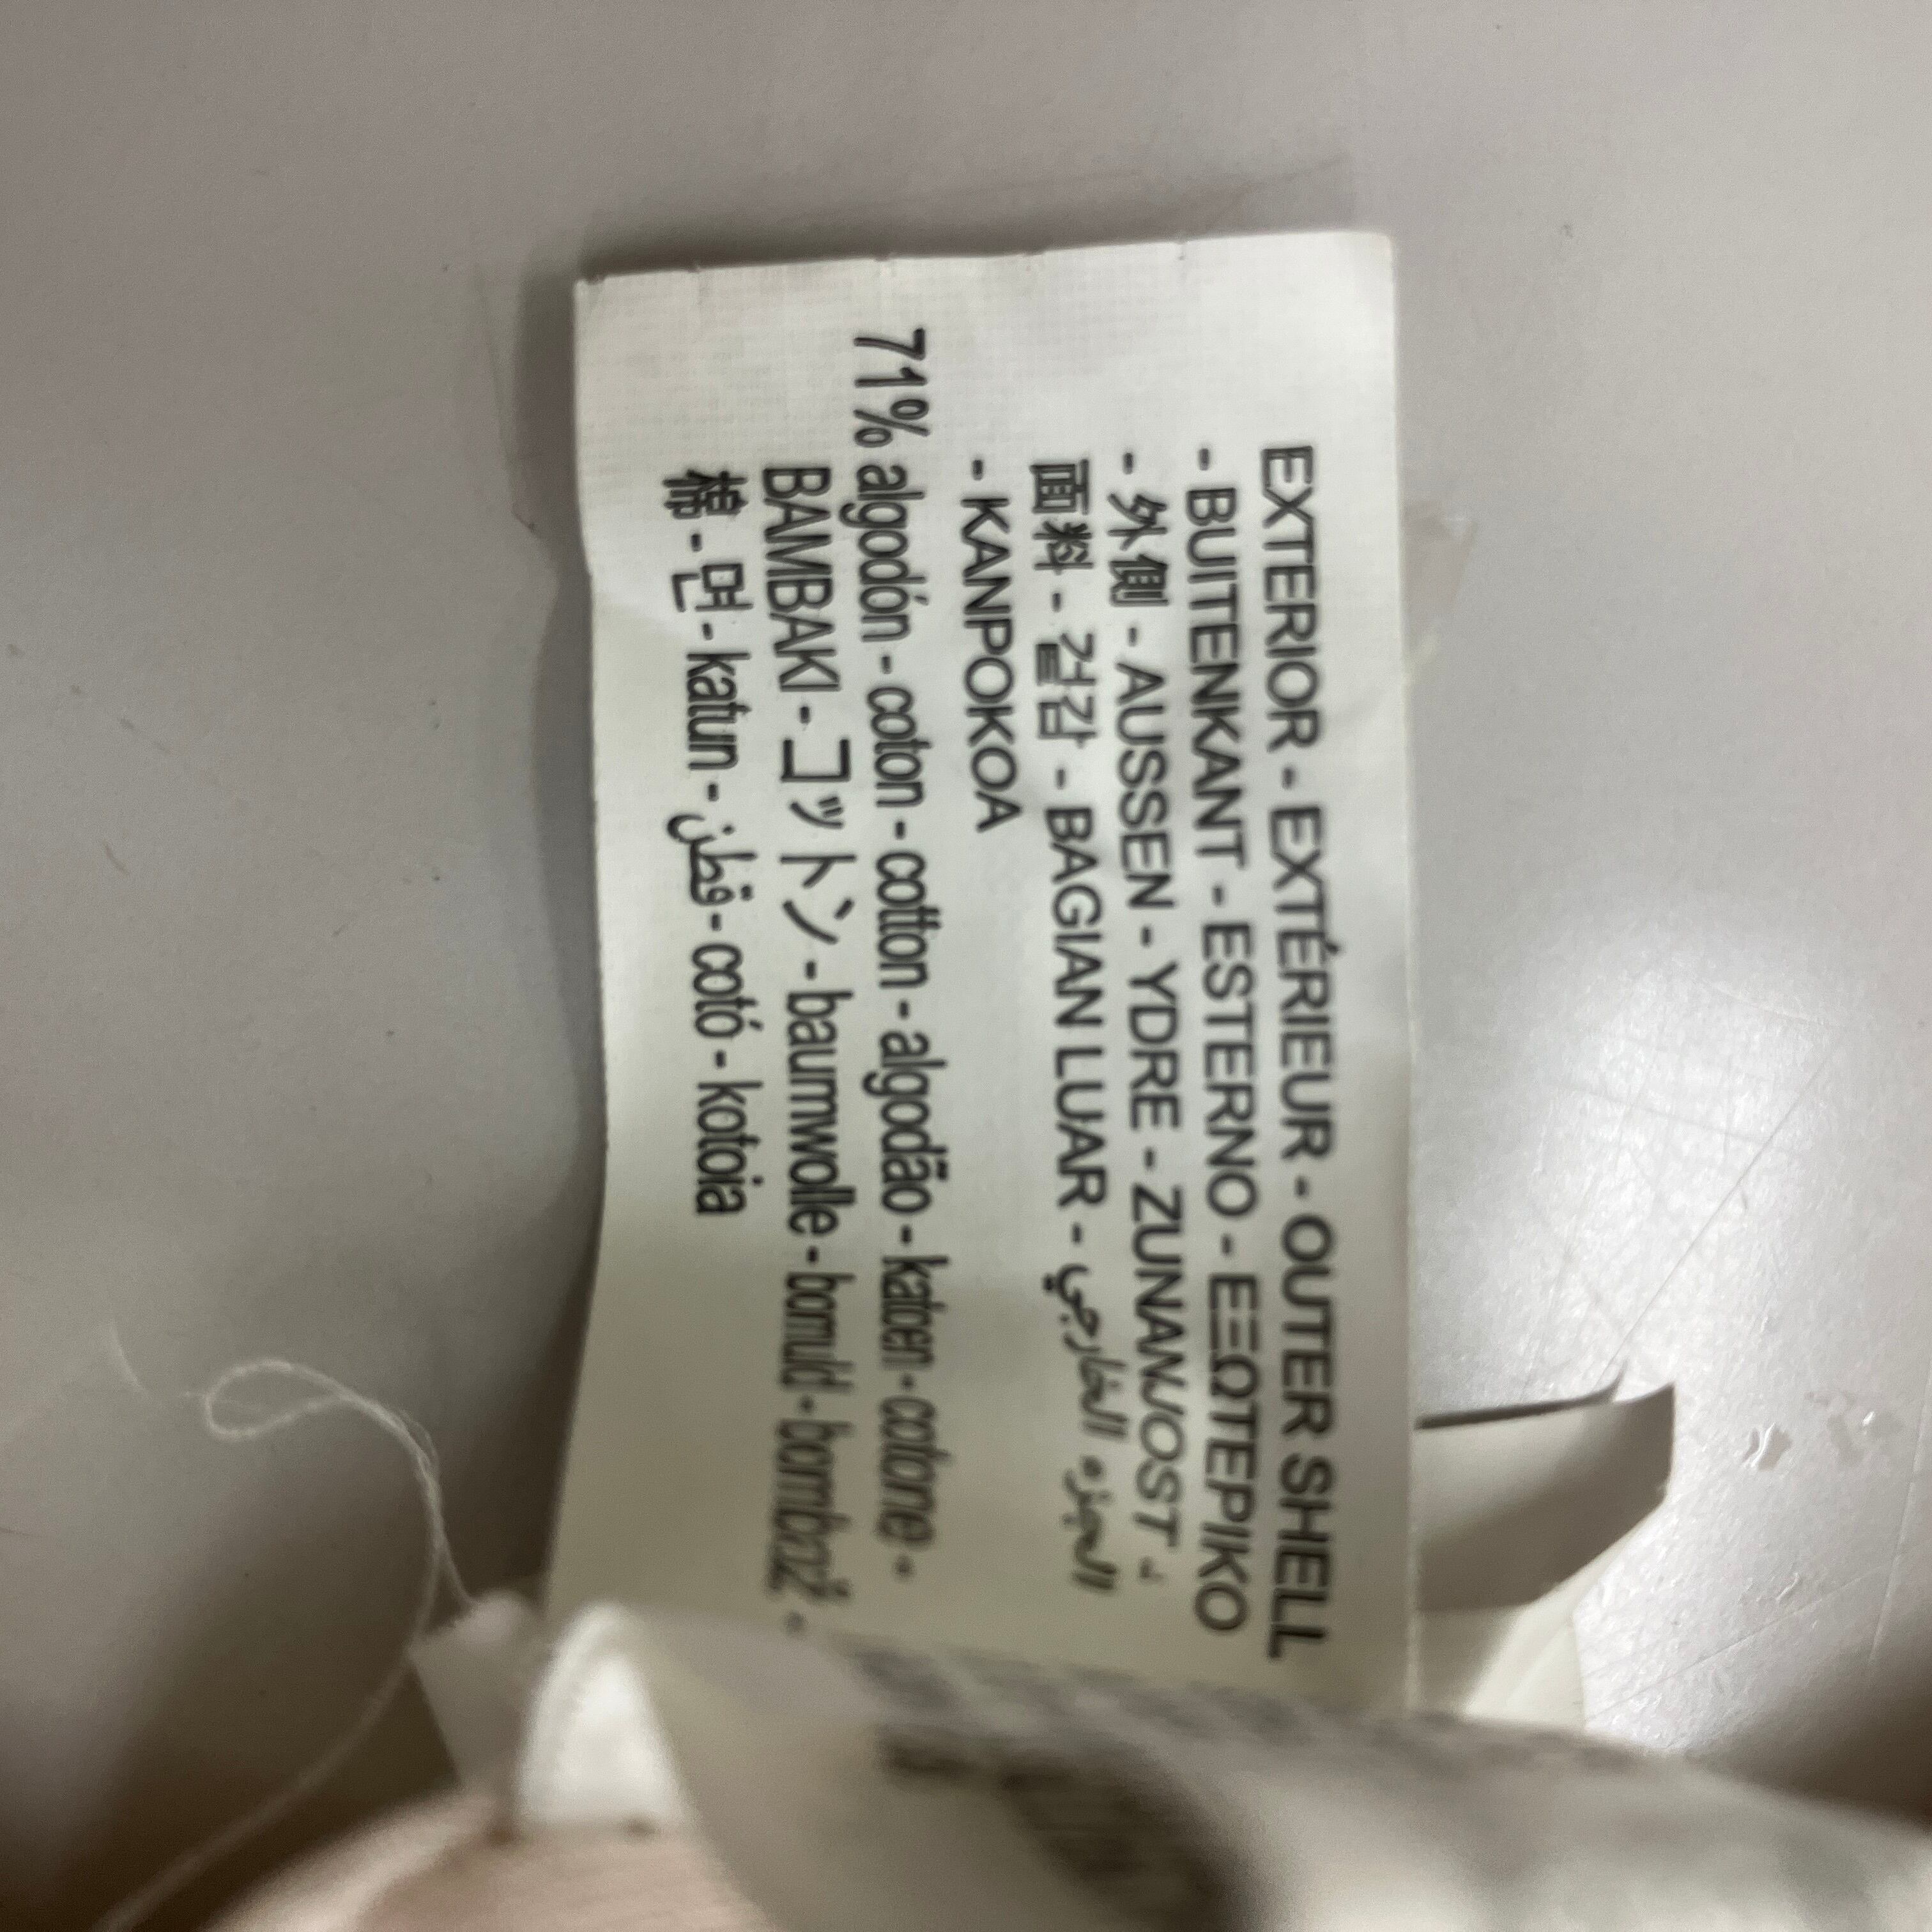 EXTERIOR - EXTÉRIEUR - OUTER SHELL
- BUITENKANT - ESTERNO - ΕΞΩΤΕΡΙΚΟ
- 外側 - AUSSEN - YDRE - ZUNANJOST -
面料 - 겉감 - BAGIAN LUAR - الجزء الخارجي
- KANPOKOA
71% algodón - coton - cotton - algodão - katoen - cotone -
BAMBAKI - コットン - baumwolle - bomuld - bombaž -
棉 - 면 - katun - قطن - cotó - kotoia